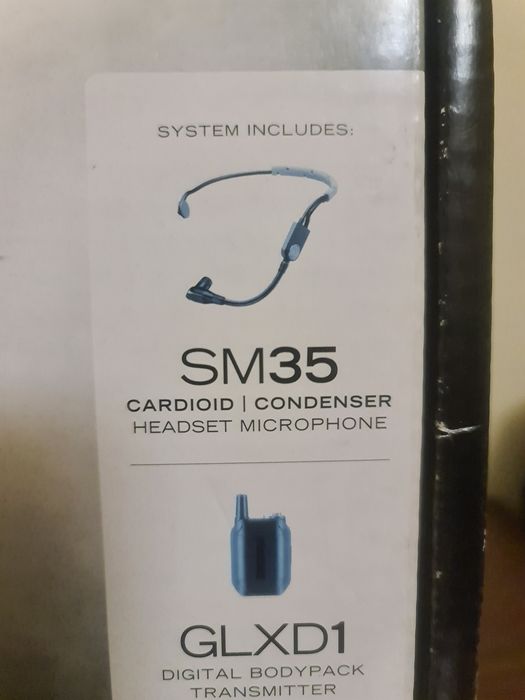 SYSTEM INCLUDES:
SM35
CARDIOID | CONDENSER
HEADSET MICROPHONE
GLXD1
DIGITAL BODYPACK
TRANSMITTER